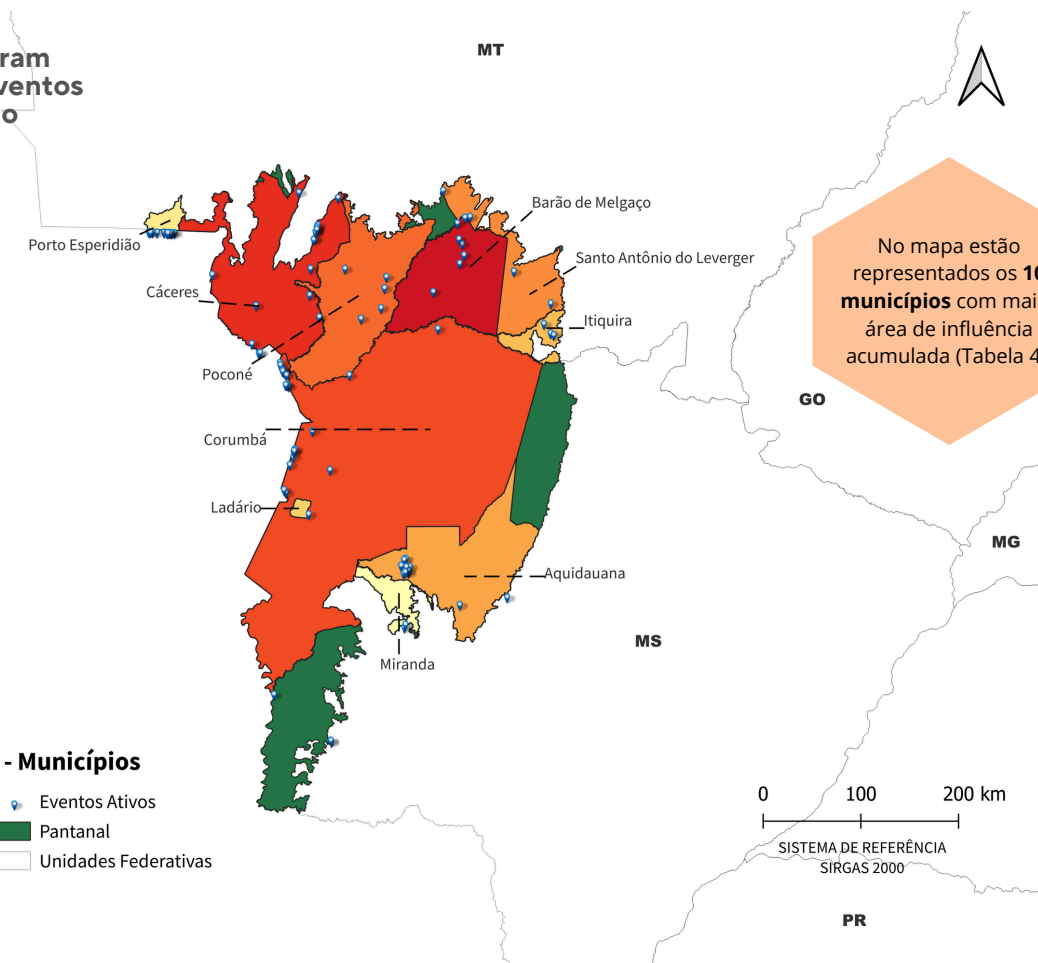 ram
ventos
o
MT
Barão de Melgaço
Santo Antônio do Leverger
Porto Esperidião
Cáceres
Itiquira
Poconé
Corumbá
Ladário
Aquidauana
Miranda
No mapa estão
representados os 10
municípios com mai
área de influência
acumulada (Tabela 4
GO
MG
MS
PR
- Municípios
Eventos Ativos
Pantanal
Unidades Federativas
0 100 200 km
SISTEMA DE REFERÊNCIA
SIRGAS 2000